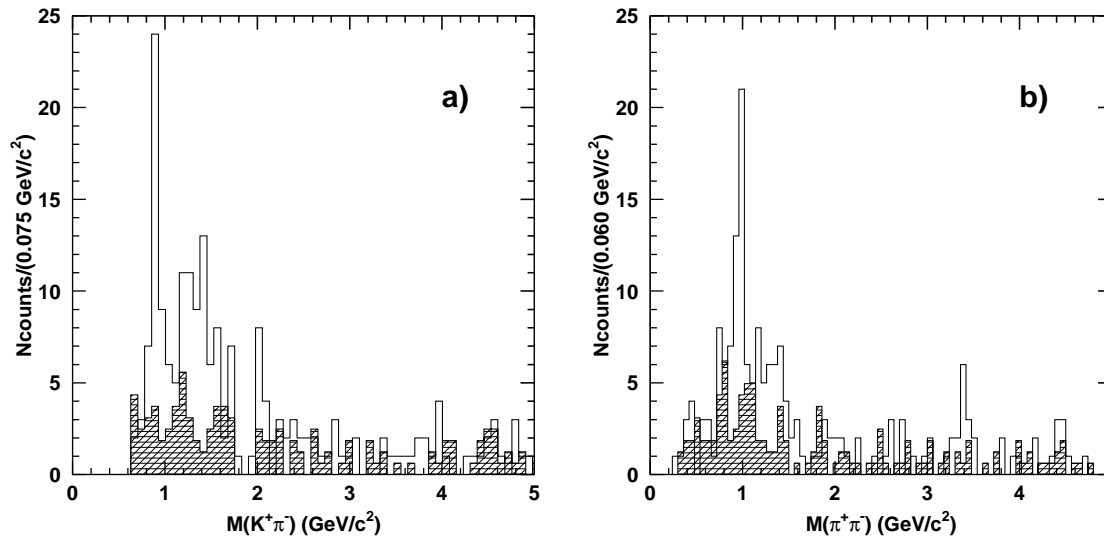 a)
Ncounts/(0.075 GeV/c²)
25
20
15
10
5
0
0 1 2 3 4 5
M(K⁺π⁻) (GeV/c²)
b)
Ncounts/(0.060 GeV/c²)
25
20
15
10
5
0
0 1 2 3 4
M(π⁺π⁻) (GeV/c²)